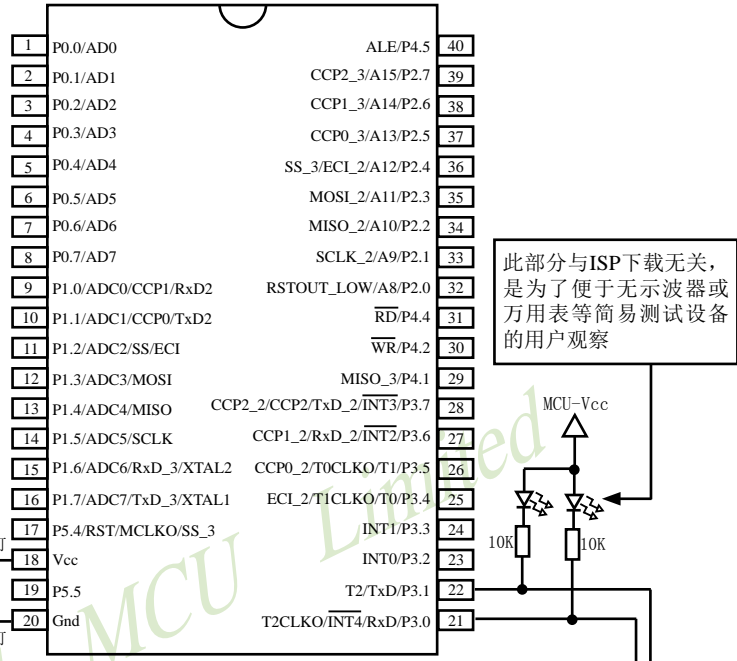 1 P0.0/AD0 ALE/P4.5 40
2 P0.1/AD1 CCP2_3/A15/P2.7 39
3 P0.2/AD2 CCP1_3/A14/P2.6 38
4 P0.3/AD3 CCP0_3/A13/P2.5 37
5 P0.4/AD4 SS_3/ECI_2/A12/P2.4 36
6 P0.5/AD5 MOSI_2/A11/P2.3 35
7 P0.6/AD6 MISO_2/A10/P2.2 34
8 P0.7/AD7 SCLK_2/A9/P2.1 33
9 P1.0/ADC0/CCP1/RxD2 RSTOUT_LOW/A8/P2.0 32
10 P1.1/ADC1/CCP0/TxD2 RD/P4.4 31
11 P1.2/ADC2/SS/ECI WR/P4.2 30
12 P1.3/ADC3/MOSI MISO_3/P4.1 29
13 P1.4/ADC4/MISO CCP2_2/CCP2/TxD_2/INT3/P3.7 28
14 P1.5/ADC5/SCLK CCP1_2/RxD_2/INT2/P3.6 27
15 P1.6/ADC6/RxD_3/XTAL2 CCP0_2/T0CLKO/T1/P3.5 26
16 P1.7/ADC7/TxD_3/XTAL1 ECI_2/T1CLKO/T0/P3.4 25
17 P5.4/RST/MCLKO/SS_3 INT1/P3.3 24
18 Vcc INT0/P3.2 23
19 P5.5 T2/TxD/P3.1 22
20 Gnd T2CLKO/INT4/RxD/P3.0 21
此部分与ISP下载无关，
是为了便于无示波器或
万用表等简易测试设备
的用户观察
MCU-Vcc
10K 10K
MCU Limited